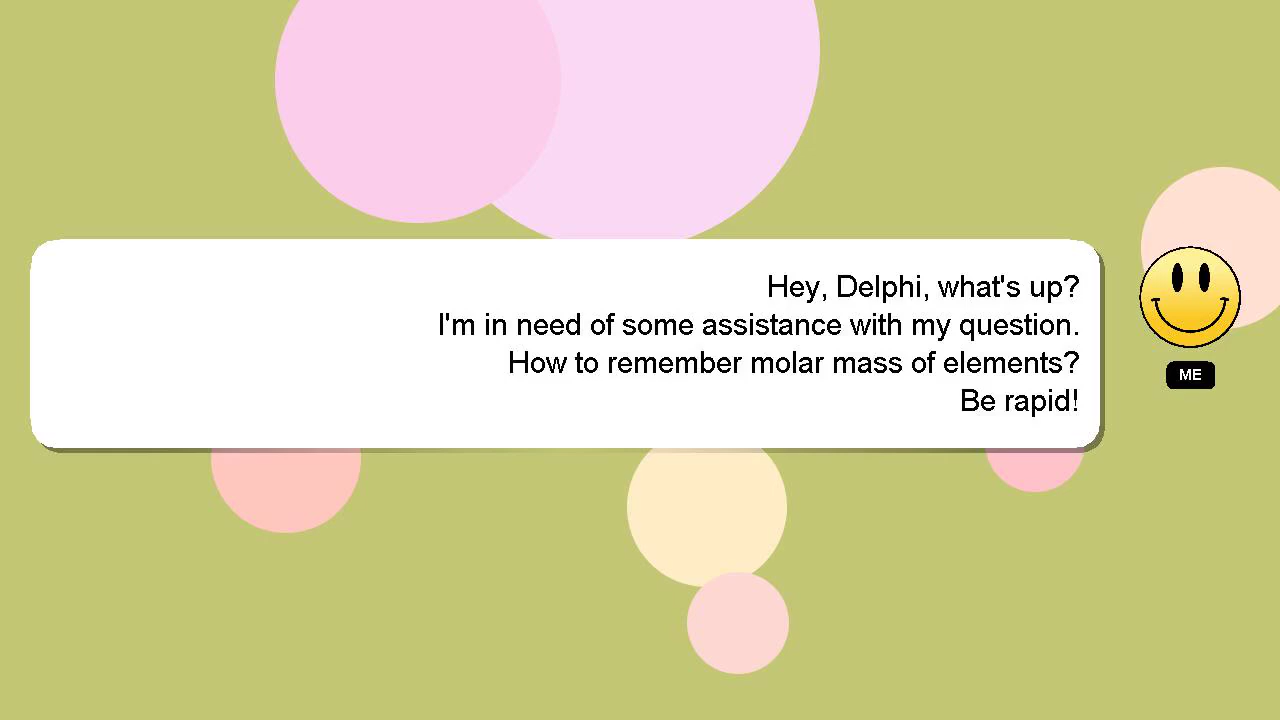 Hey, Delphi, what's up?
I'm in need of some assistance with my question.
How to remember molar mass of elements?
Be rapid!
ME